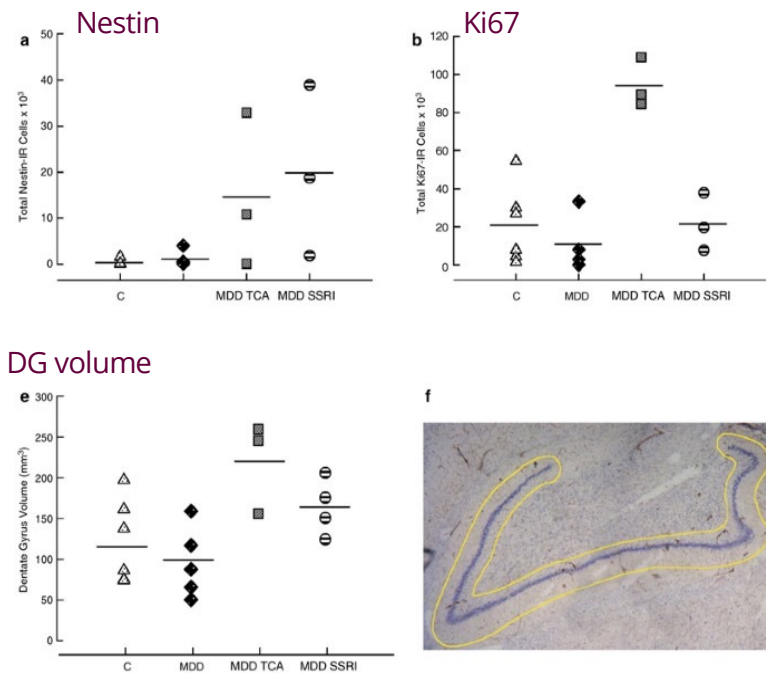 Nestin
a
Total Nestin-IR Cells x 10³
50
40
30
20
10
0
C
MDD TCA
MDD SSRI
Ki67
b
Total Ki67-IR Cells x 10³
120
100
80
60
40
20
0
C
MDD
MDD TCA
MDD SSRI
DG volume
e
Dentate Gyrus Volume (mm³)
300
250
200
150
100
50
0
C
MDD
MDD TCA
MDD SSRI
f